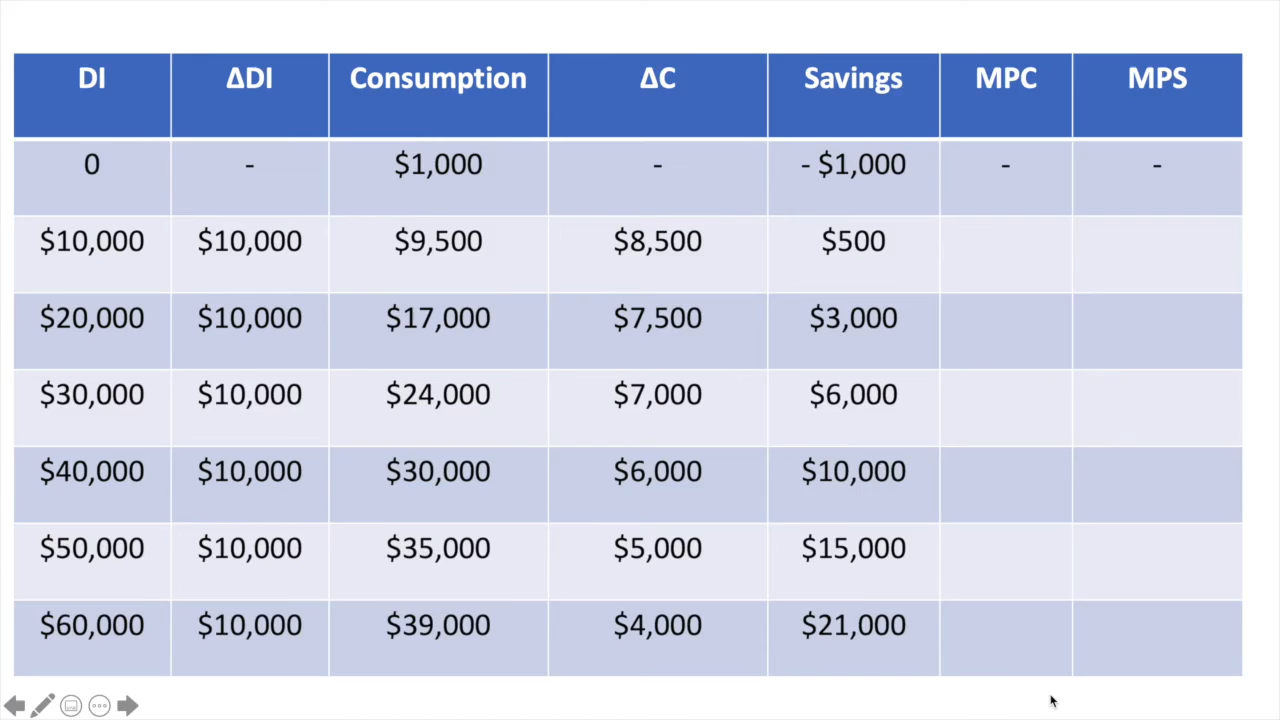 DI ΔDI Consumption ΔC Savings MPC MPS
0 - $1,000 - - $1,000 - -
$10,000 $10,000 $9,500 $8,500 $500
$20,000 $10,000 $17,000 $7,500 $3,000
$30,000 $10,000 $24,000 $7,000 $6,000
$40,000 $10,000 $30,000 $6,000 $10,000
$50,000 $10,000 $35,000 $5,000 $15,000
$60,000 $10,000 $39,000 $4,000 $21,000